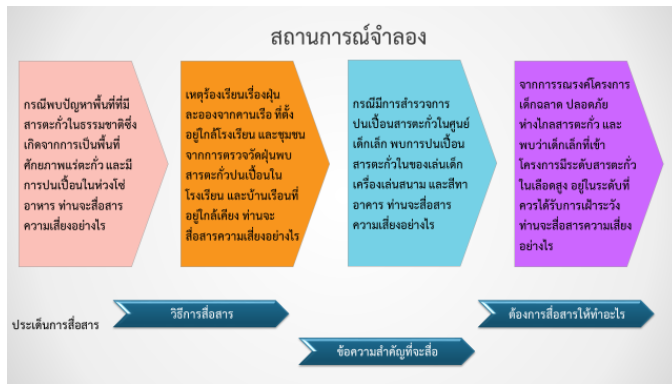 สถานการณ์จำลอง
กรณีพบปัญหาพื้นที่ที่มี
สารตะกั่วในธรรมชาติซึ่ง
เกิดจากการเป็นพื้นที่
ศักยภาพแร่ตะกั่ว และมี
การปนเปื้อนในห่วงโซ่
อาหาร ท่านจะสื่อสาร
ความเสี่ยงอย่างไร
เหตุร้องเรียนเรื่องฝุ่น
ละอองจากคานเรือ ที่ตั้ง
อยู่ใกล้โรงเรียน และชุมชน
จากการตรวจวัดฝุ่นพบ
สารตะกั่วปนเปื้อนใน
โรงเรียน และบ้านเรือนที่
อยู่ใกล้เคียง ท่านจะ
สื่อสารความเสี่ยงอย่างไร
กรณีมีการสำรวจการ
ปนเปื้อนสารตะกั่วในศูนย์
เด็กเล็ก พบการปนเปื้อน
สารตะกั่วในของเล่นเด็ก
เครื่องเล่นสนาม และสีทา
อาคาร ท่านจะสื่อสาร
ความเสี่ยงอย่างไร
จากการรณรงค์โครงการ
เด็กฉลาด ปลอดภัย
ห่างไกลสารตะกั่ว และ
พบว่าเด็กเล็กที่เข้า
โครงการมีระดับสารตะกั่ว
ในเลือดสูง อยู่ในระดับที่
ควรได้รับการเฝ้าระวัง
ท่านจะสื่อสารความเสี่ยง
อย่างไร
ประเด็นการสื่อสาร
วิธีการสื่อสาร
ข้อความสำคัญที่จะสื่อ
ต้องการสื่อสารให้ทำอะไร